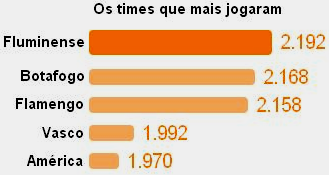 Os times que mais jogaram
Fluminense 2.192
Botafogo 2.168
Flamengo 2.158
Vasco 1.992
América 1.970